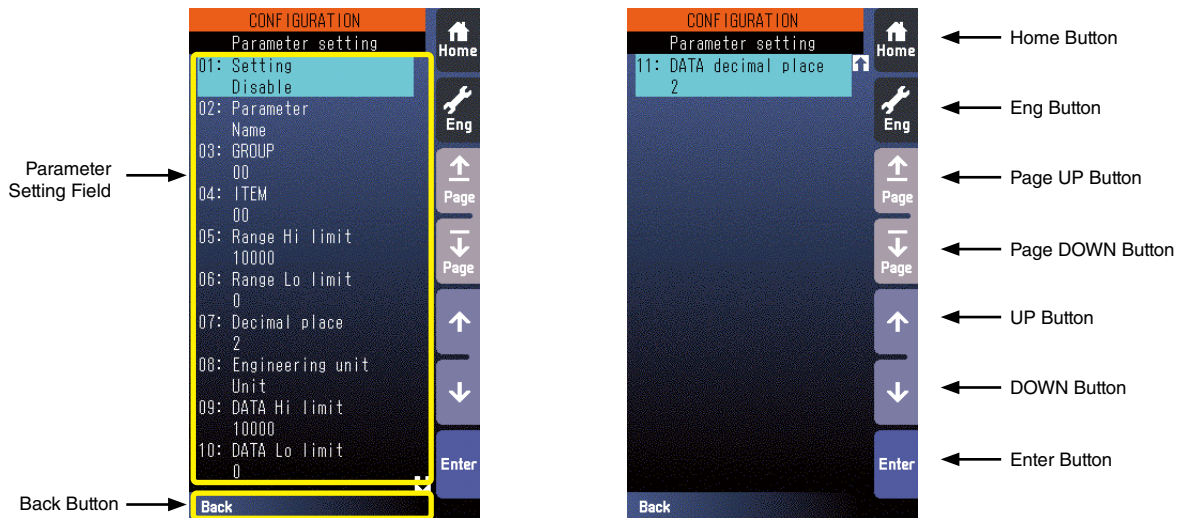 CONFIGURATION
Parameter setting
01: Setting
Disable
02: Parameter
Name
03: GROUP
00
04: ITEM
00
05: Range Hi limit
10000
06: Range Lo limit
0
07: Decimal place
2
08: Engineering unit
Unit
09: DATA Hi limit
10000
10: DATA Lo limit
0
Back
Home
Eng
Page
Page
Enter
Parameter
Setting Field
Back Button
CONFIGURATION
Parameter setting
11: DATA decimal place
2
Back
Home
Eng
Page
Page
Enter
Home Button
Eng Button
Page UP Button
Page DOWN Button
UP Button
DOWN Button
Enter Button